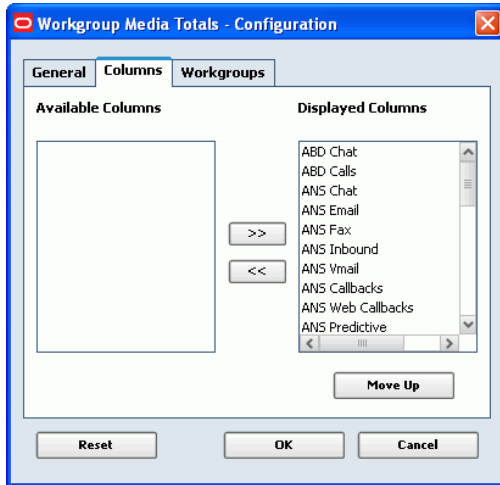 Workgroup Media Totals - Configuration
General Columns Workgroups
Available Columns Displayed Columns
ABD Chat
ABD Calls
ANS Chat
ANS Email
ANS Fax
ANS Inbound
ANS Vmail
ANS Callbacks
ANS Web Callbacks
ANS Predictive
>>
<<
Move Up
Reset OK Cancel